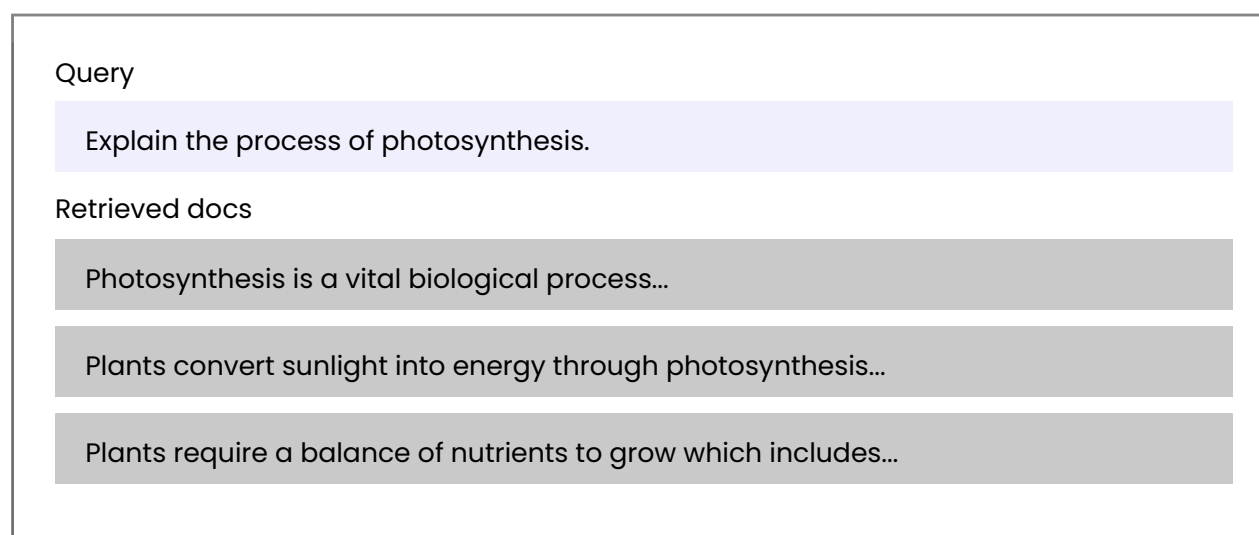 Query
Explain the process of photosynthesis.
Retrieved docs
Photosynthesis is a vital biological process...
Plants convert sunlight into energy through photosynthesis...
Plants require a balance of nutrients to grow which includes...